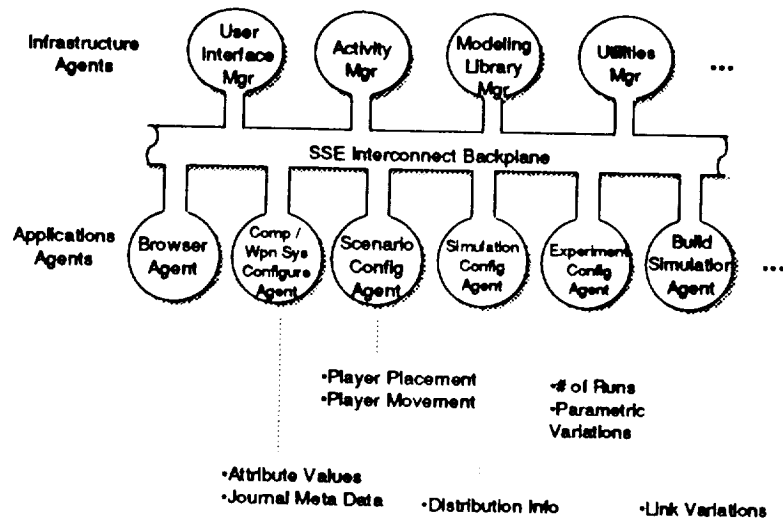 Infrastructure
Agents
User
Interface
Mgr
Activity
Mgr
Modeling
Library
Mgr
Utilities
Mgr
...
SSE Interconnect Backplane
Applications
Agents
Browser
Agent
Comp /
Wpn Sys
Configure
Agent
Scenario
Config
Agent
Simulation
Config
Agent
Experiment
Config
Agent
Build
Simulation
Agent
...
•Player Placement
•Player Movement
•# of Runs
•Parametric
Variations
•Attribute Values
•Journal Meta Data
•Distribution Info
•Link Variations